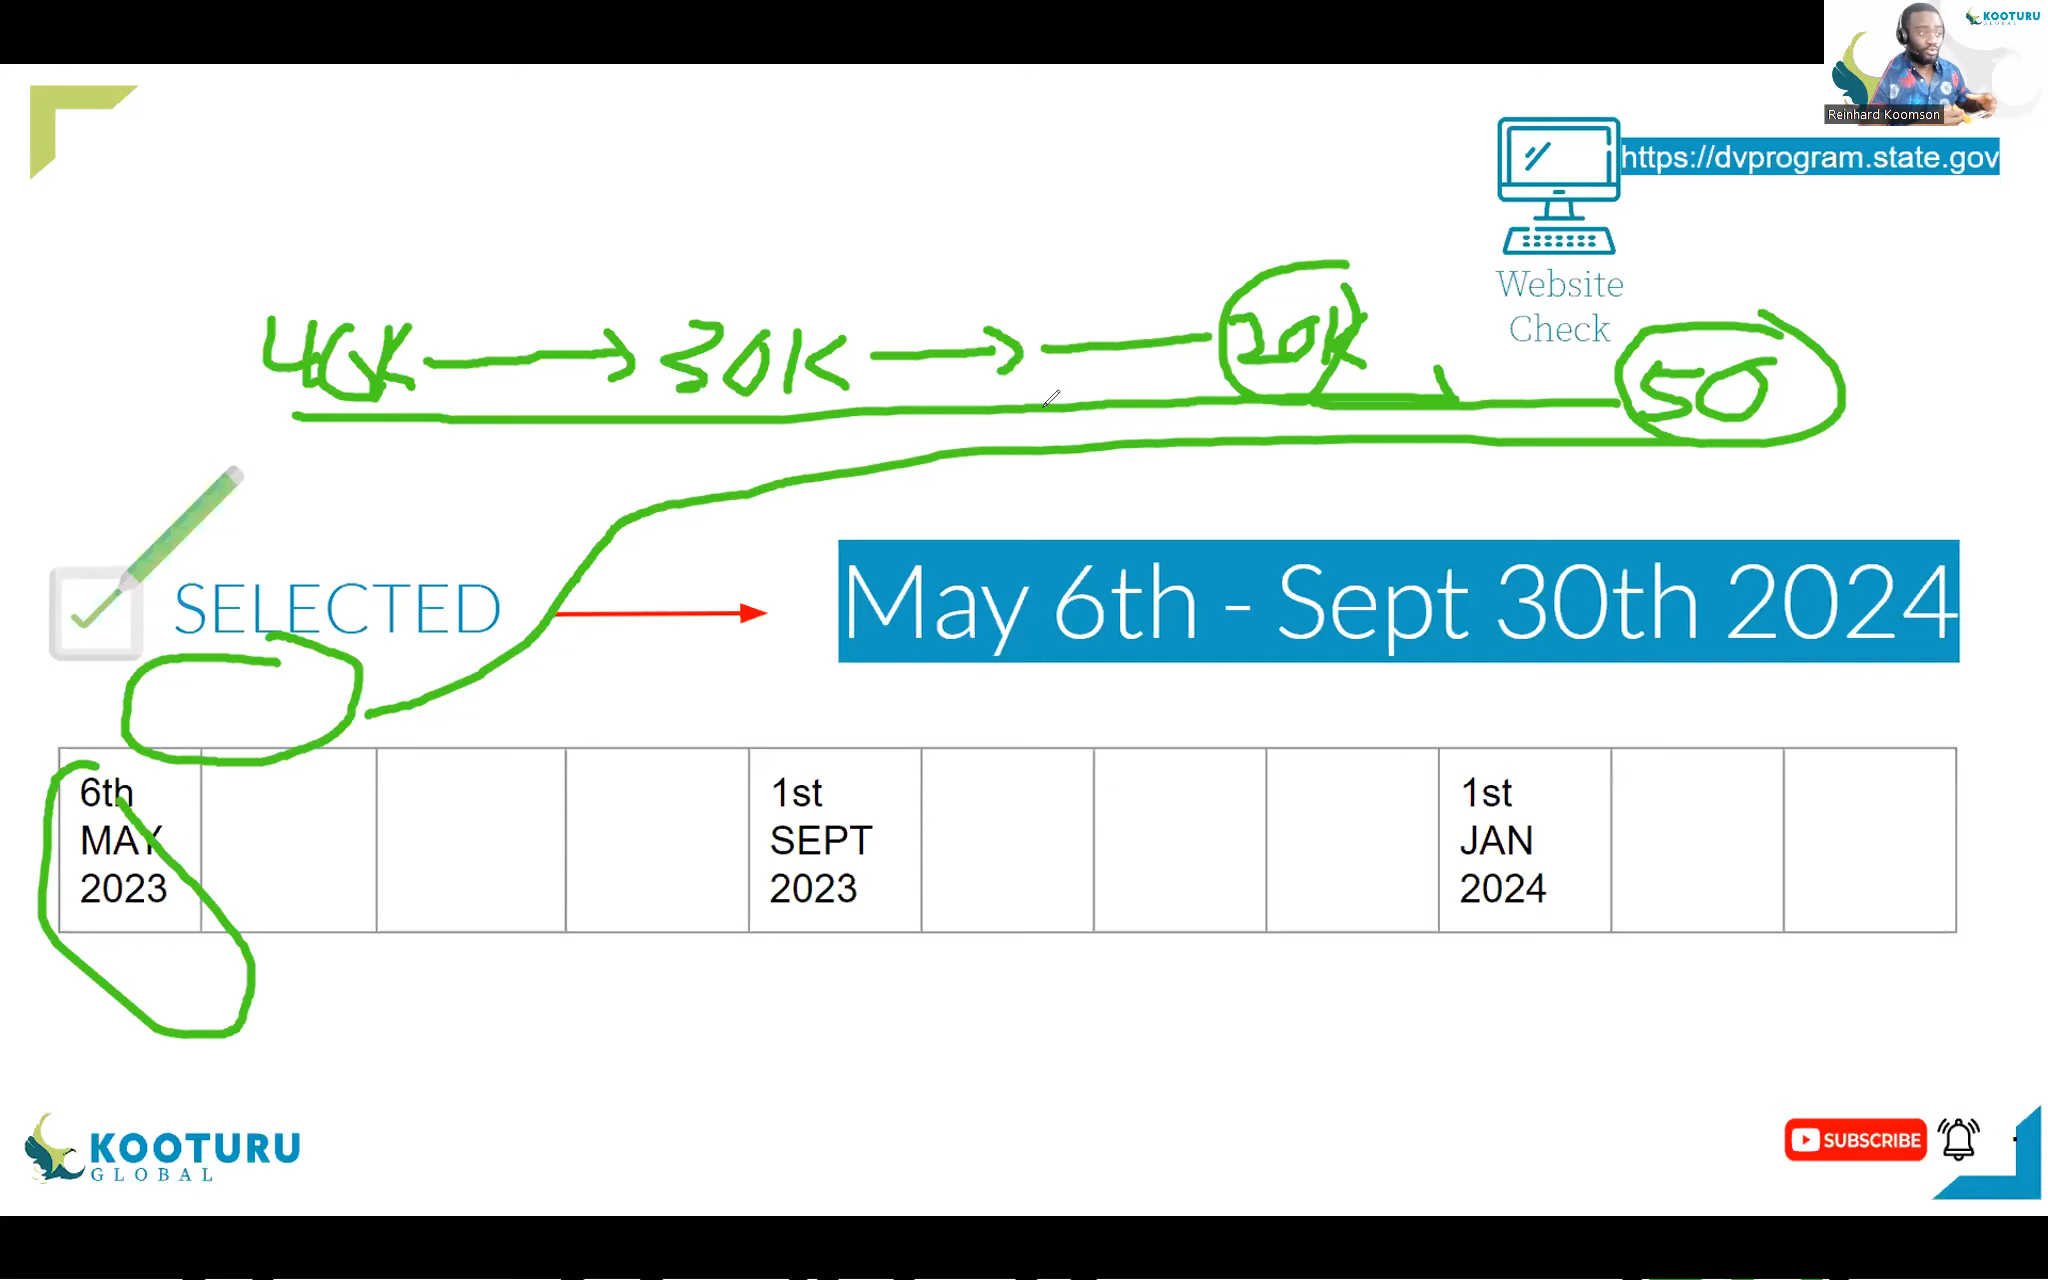 KOOTURU
GLOBAL
Reinhard Koomson
https://dvprogram.state.gov
Website
Check
40K 30K 20K 50
SELECTED
May 6th - Sept 30th 2024
6th
MAY
2023
1st
SEPT
2023
1st
JAN
2024
KOOTURU
GLOBAL
SUBSCRIBE